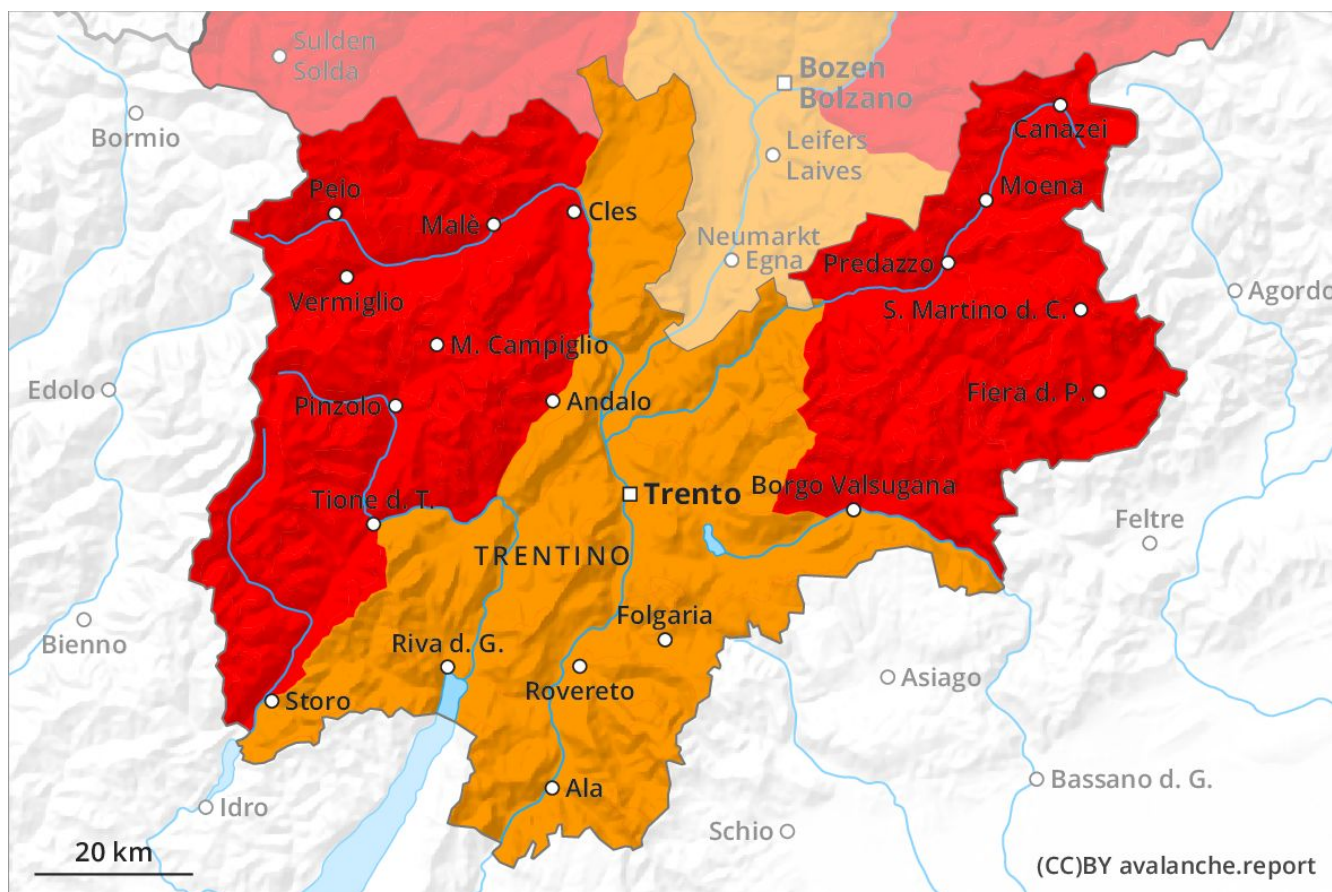 Sulden
Solda
Bozen
Bolzano
Bormio
Canazei
Leifers
Laives
Peio
Moena
Malè
Cles
Neumarkt
Egna
Predazzo
Vermiglio
Agordo
S. Martino d. C.
M. Campiglio
Edolo
Fiera d. P.
Pinzolo
Andalo
Trento
Borgo Valsugana
Tione d. T.
Feltre
TRENTINO
Folgaria
Bienno
Riva d. G.
Asiago
Rovereto
Storo
Bassano d. G.
Ala
Idro
Schio
20 km
(CC)BY avalanche.report